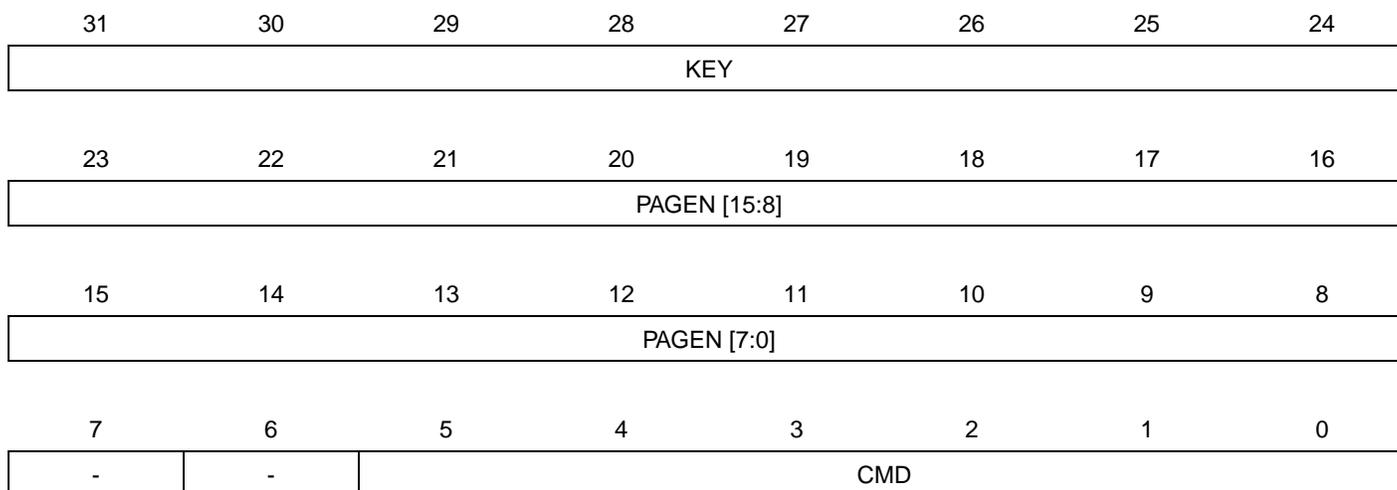 31 30 29 28 27 26 25 24
KEY
23 22 21 20 19 18 17 16
PAGEN [15:8]
15 14 13 12 11 10 9 8
PAGEN [7:0]
7 6 5 4 3 2 1 0
- - CMD